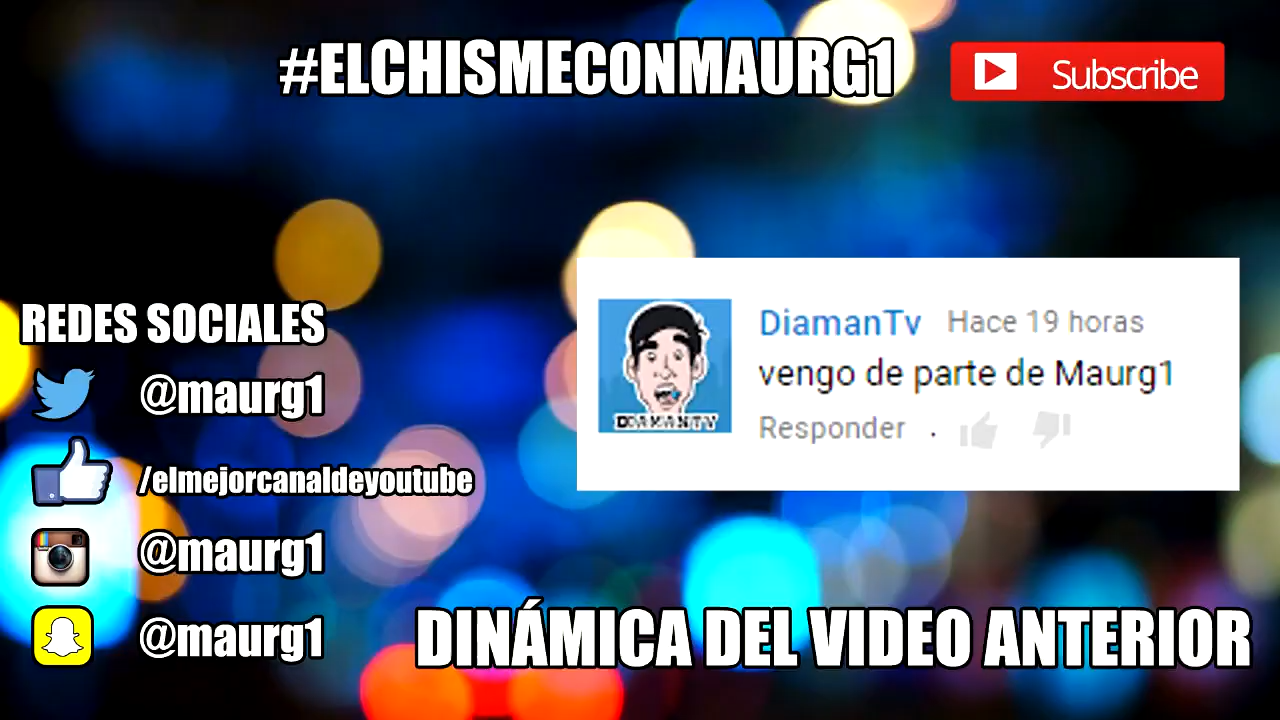 #ELCHISMECONMAURG1
Subscribe
REDES SOCIALES
@maurg1
/elmejorcanaldeyoutube
@maurg1
@maurg1
DiamanTv Hace 19 horas
vengo de parte de Maurg1
Responder .
DIAMANTV
DINÁMICA DEL VIDEO ANTERIOR